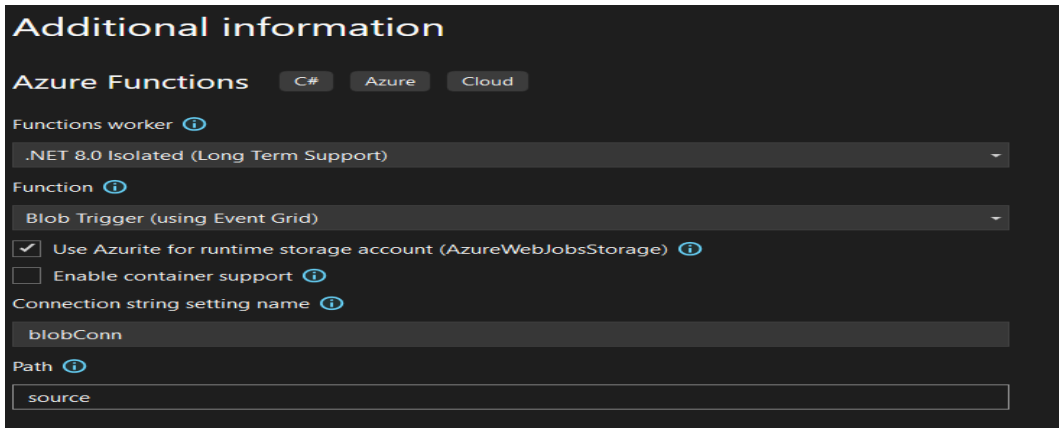 Additional information
Azure Functions C# Azure Cloud
Functions worker
.NET 8.0 Isolated (Long Term Support)
Function
Blob Trigger (using Event Grid)
Use Azurite for runtime storage account (AzureWebJobsStorage)
Enable container support
Connection string setting name
blobConn
Path
source